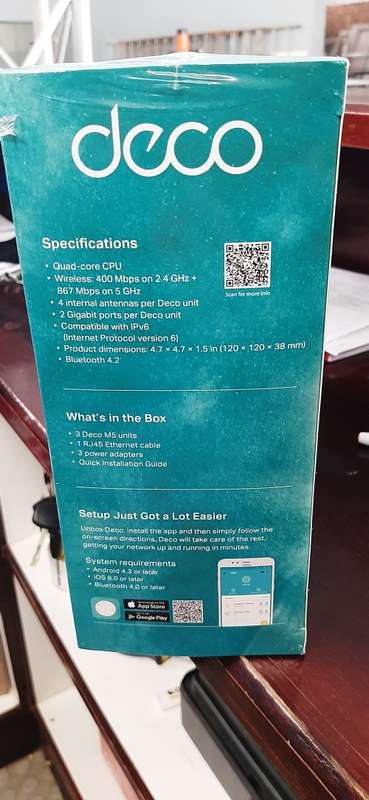 deco
Specifications
• Quad-core CPU
• Wireless: 400 Mbps on 2.4 GHz +
867 Mbps on 5 GHz
• 4 internal antennas per Deco unit
• 2 Gigabit ports per Deco unit
• Compatible with IPv6
(Internet Protocol version 6)
• Product dimensions: 4.7 × 4.7 × 1.5 in (120 × 120 × 38 mm)
• Bluetooth 4.2
Scan for more info
What's in the Box
• 3 Deco M5 units
• 1 RJ45 Ethernet cable
• 3 power adapters
• Quick Installation Guide
Setup Just Got a Lot Easier
Unbox Deco, install the app and then simply follow the
on-screen directions, Deco will take care of the rest,
getting your network up and running in minutes.
System requirements
• Android 4.3 or later
• iOS 8.0 or later
• Bluetooth 4.0 or later
App Store
Google Play